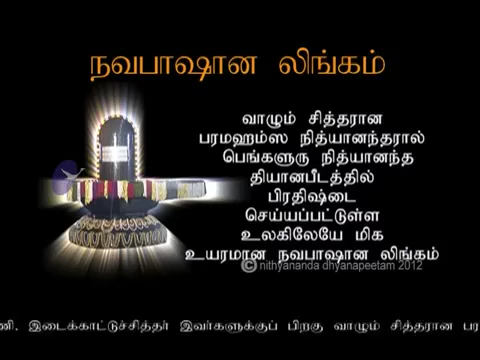 நவபாஷான லிங்கம்
வாழும் சித்தரான
பரமஹம்ஸ நித்யானந்தரால்
பெங்களுரு நித்யானந்த
தியானபீடத்தில்
பிரதிஷ்டை
செய்யப்பட்டுள்ள
உலகிலேயே மிக
உயரமான நவபாஷான லிங்கம்
© nithyananda dhyanapeetam 2012
ணி, இடைக்காட்டுச்சித்தர் இவர்களுக்குப் பிறகு வாழும் சித்தரான பர